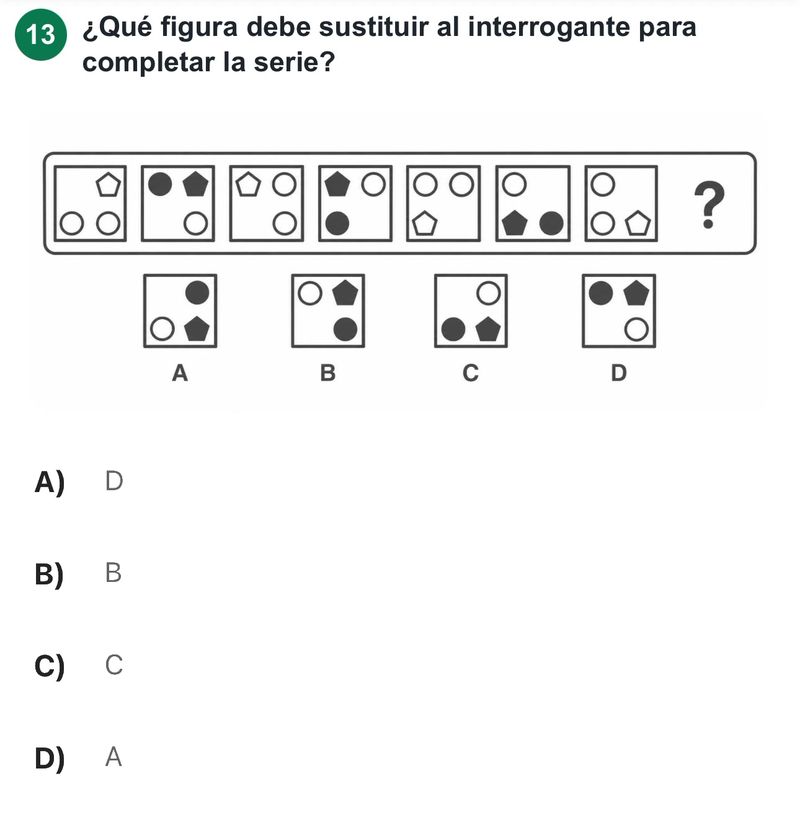 13 ¿Qué figura debe sustituir al interrogante para
completar la serie?
?
A B C D
A) D
B) B
C) C
D) A